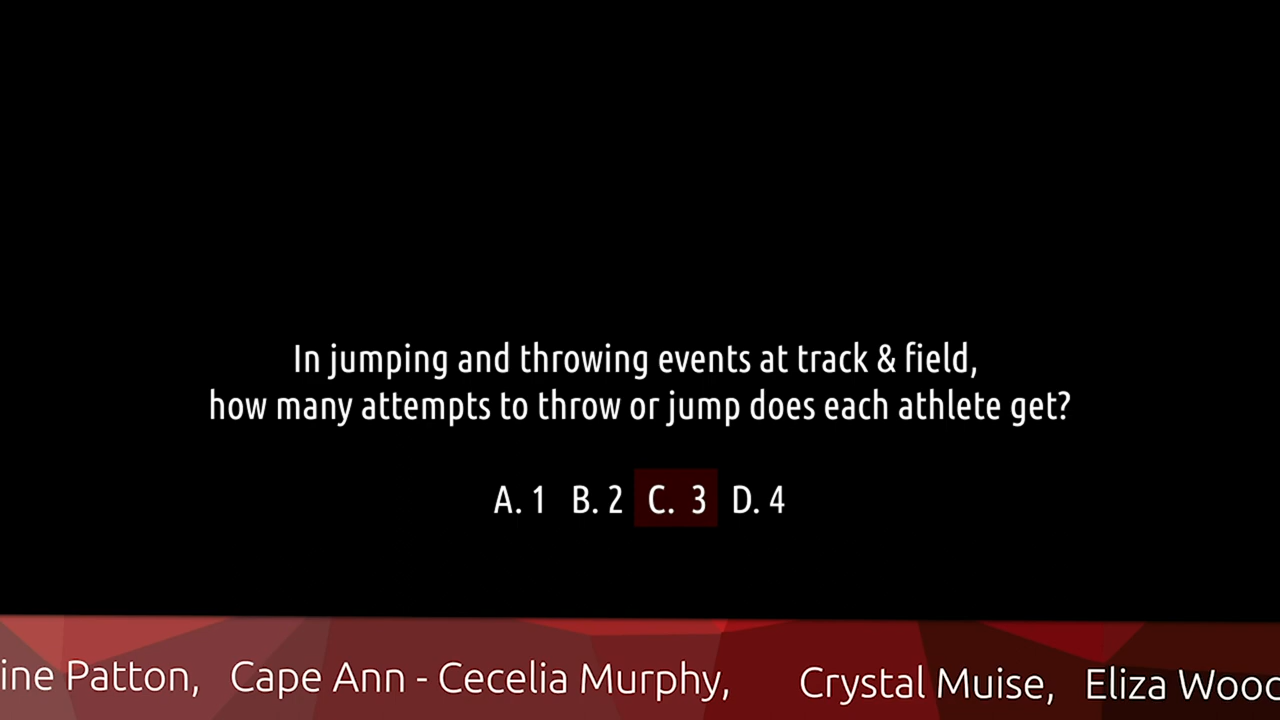 In jumping and throwing events at track & field,
how many attempts to throw or jump does each athlete get?
A. 1 B. 2 C. 3 D. 4
ine Patton, Cape Ann - Cecelia Murphy, Crystal Muise, Eliza Wood